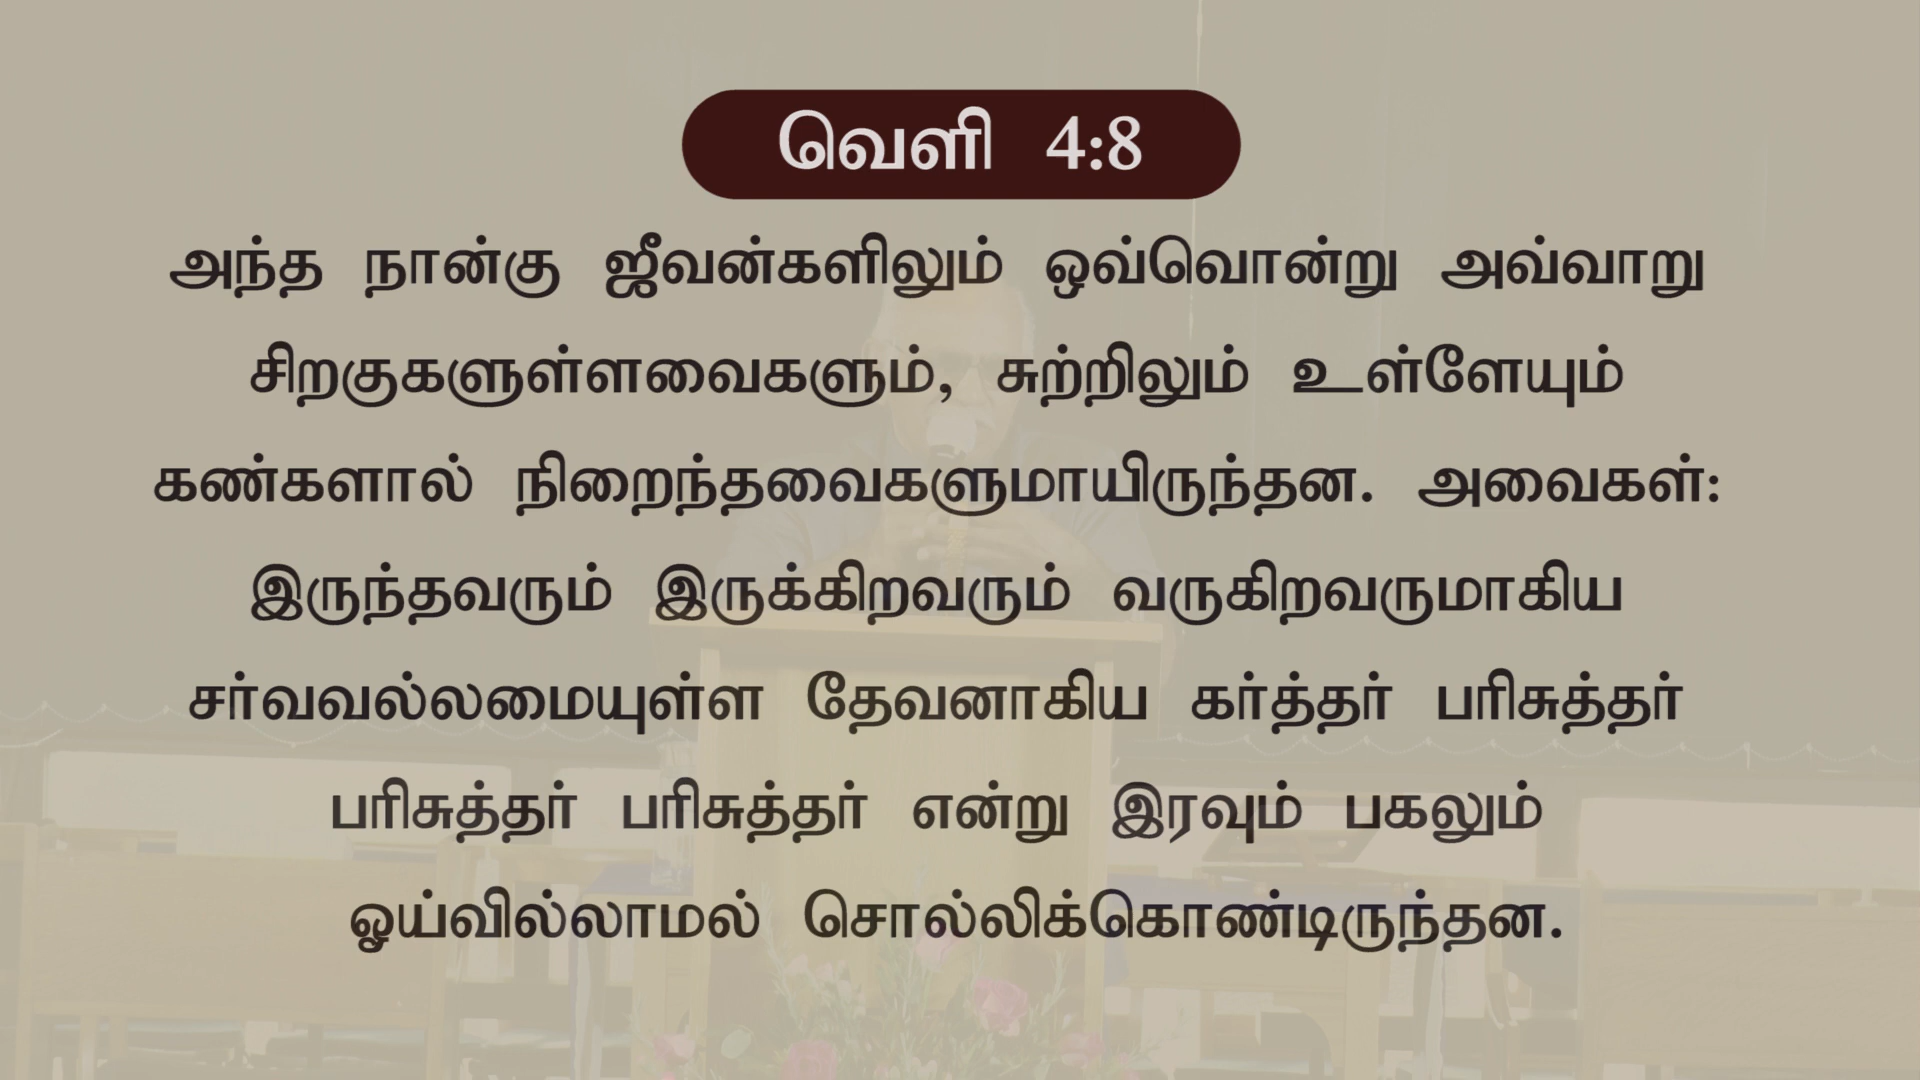 வெளி 4:8
அந்த நான்கு ஜீவன்களிலும் ஒவ்வொன்று அவ்வாறு
சிறகுகளுள்ளவைகளும், சுற்றிலும் உள்ளேயும்
கண்களால் நிறைந்தவைகளுமாயிருந்தன. அவைகள்:
இருந்தவரும் இருக்கிறவரும் வருகிறவருமாகிய
சர்வவல்லமையுள்ள தேவனாகிய கர்த்தர் பரிசுத்தர்
பரிசுத்தர் பரிசுத்தர் என்று இரவும் பகலும்
ஓய்வில்லாமல் சொல்லிக்கொண்டிருந்தன.